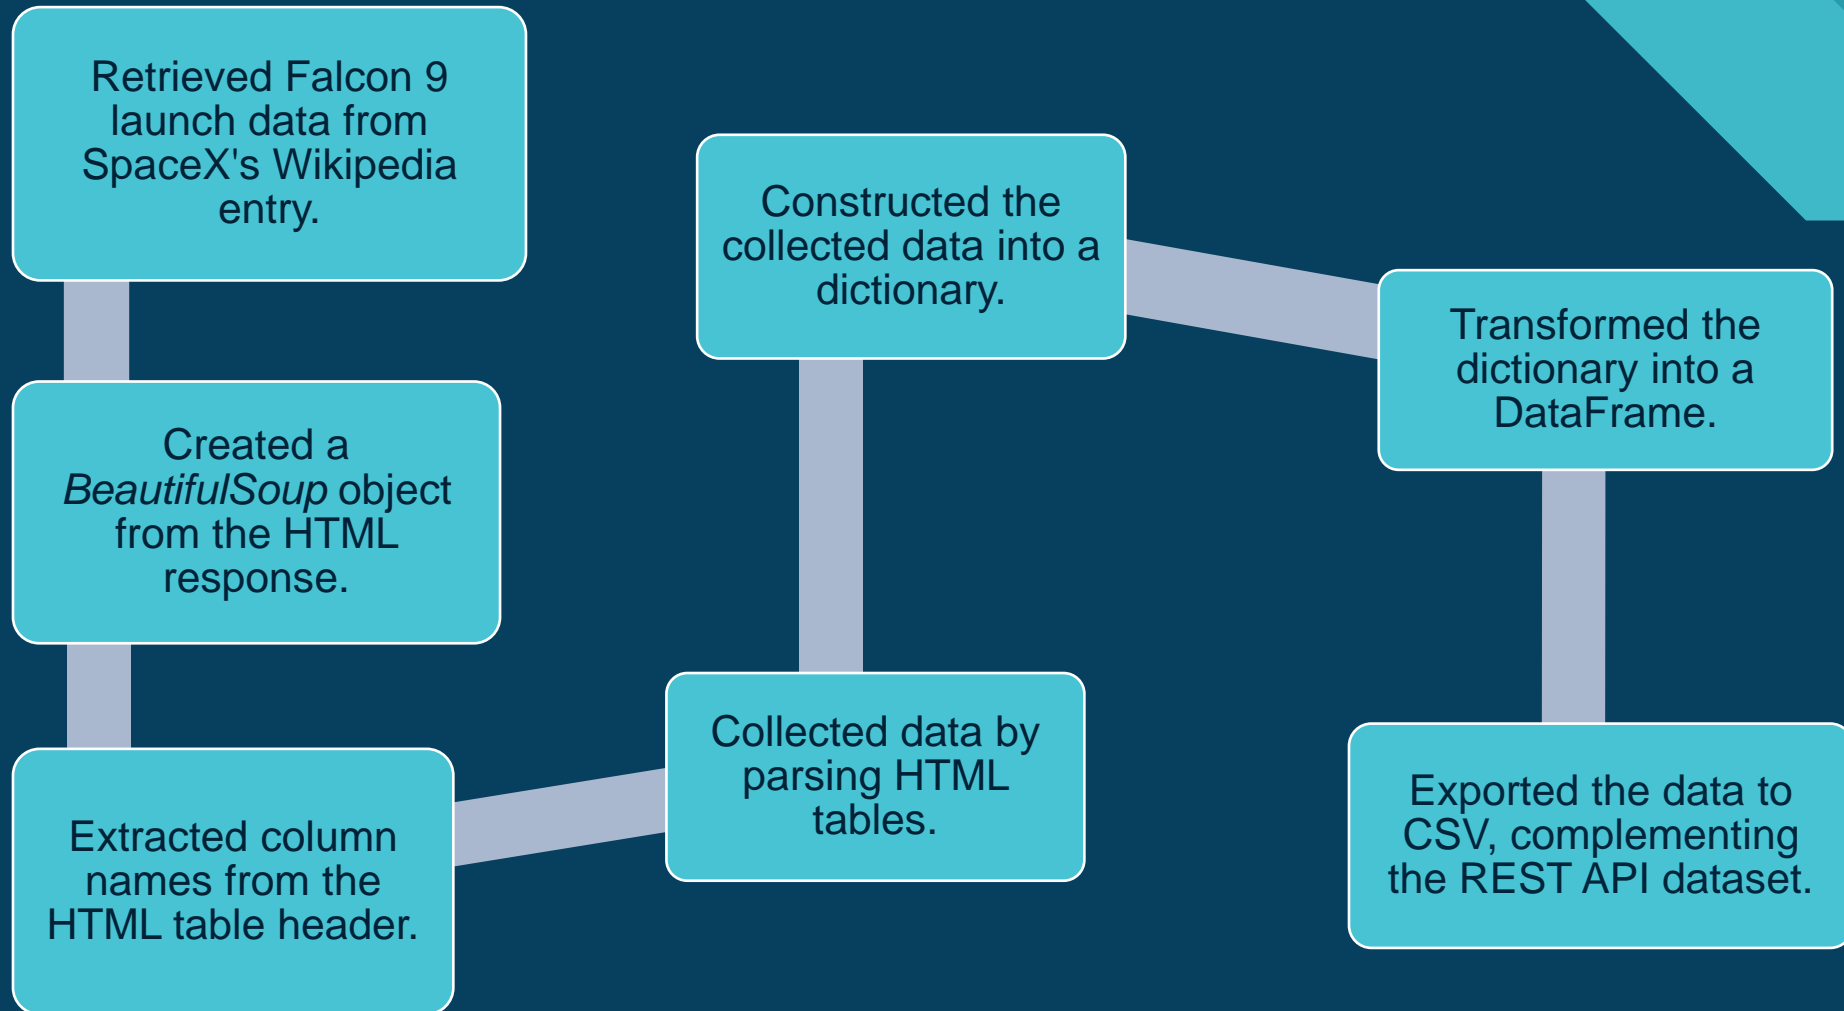 Retrieved Falcon 9
launch data from
SpaceX's Wikipedia
entry.
Created a
BeautifulSoup object
from the HTML
response.
Extracted column
names from the
HTML table header.
Collected data by
parsing HTML
tables.
Constructed the
collected data into a
dictionary.
Transformed the
dictionary into a
DataFrame.
Exported the data to
CSV, complementing
the REST API dataset.